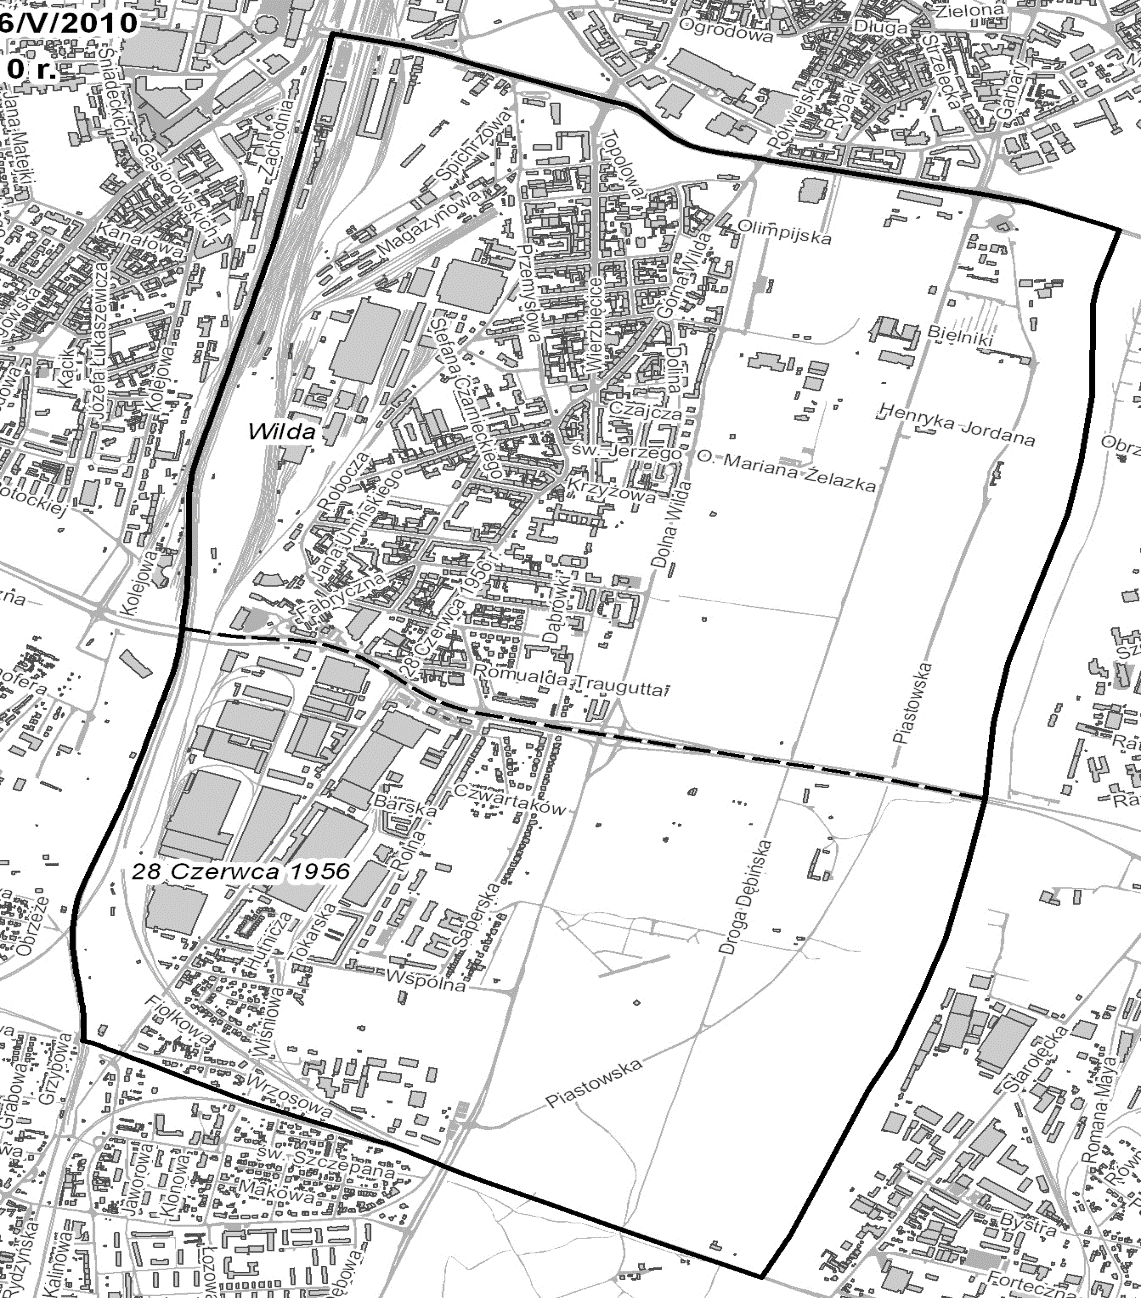 6/V/2010
0 r.
Ogrodowa
Długa
Zielona
Strzelecka
Garbary
Śniadeckich
Gąsiorowskich
Zachodnia
Półwiejska
Rybaki
Spichrzowa
Topolowa
Magazynowa
Kanałowa
Olimpijska
Przemysłowa
Wierzbięcice
Górna Wilda
Józefa Łukaszewicza
Kolejowa
Kącik
Stefana Czarnieckiego
Dolina
Bielniki
Czajcza
Henryka Jordana
Wilda
św. Jerzego
O. Mariana Żelazka
Krzyżowa
Robocza
Jana Umińskiego
Dolna Wilda
Kolejowa
Fabryczna
28 Czerwca 1956 r.
Dąbrówki
Romualda Traugutta
Piastowska
Czwartaków
Barska
Rolna
28 Czerwca 1956
Droga Dębińska
Obrzeże
Saperska
Hutnicza
Tokarska
Wspólna
Wiśniowa
Fiołkowa
Grzybowa
Grabowa
Piastowska
Wrzosowa
Starołęcka
Romana Maya
św. Szczepana
Makowa
Jaworowa
Klonowa
Bystra
Rydzyńska
Kalinowa
Forteczna